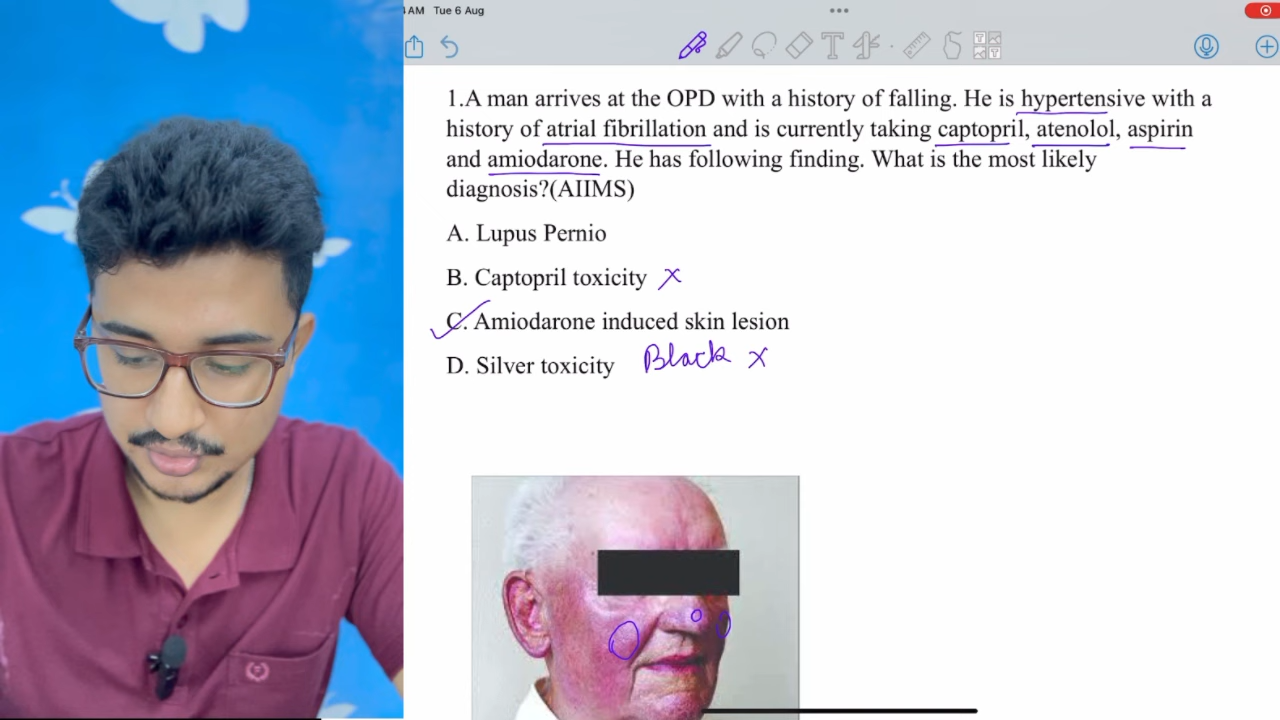 AM Tue 6 Aug
1.A man arrives at the OPD with a history of falling. He is hypertensive with a
history of atrial fibrillation and is currently taking captopril, atenolol, aspirin
and amiodarone. He has following finding. What is the most likely
diagnosis?(AIIMS)
A. Lupus Pernio
B. Captopril toxicity x
C. Amiodarone induced skin lesion
D. Silver toxicity Black x